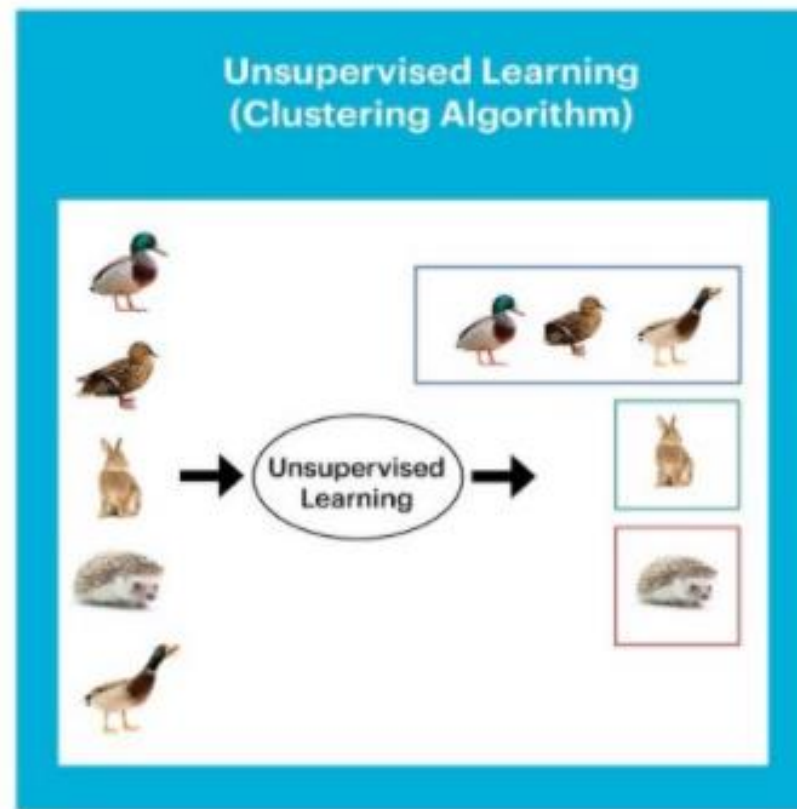 Unsupervised Learning
(Clustering Algorithm)
Unsupervised
Learning